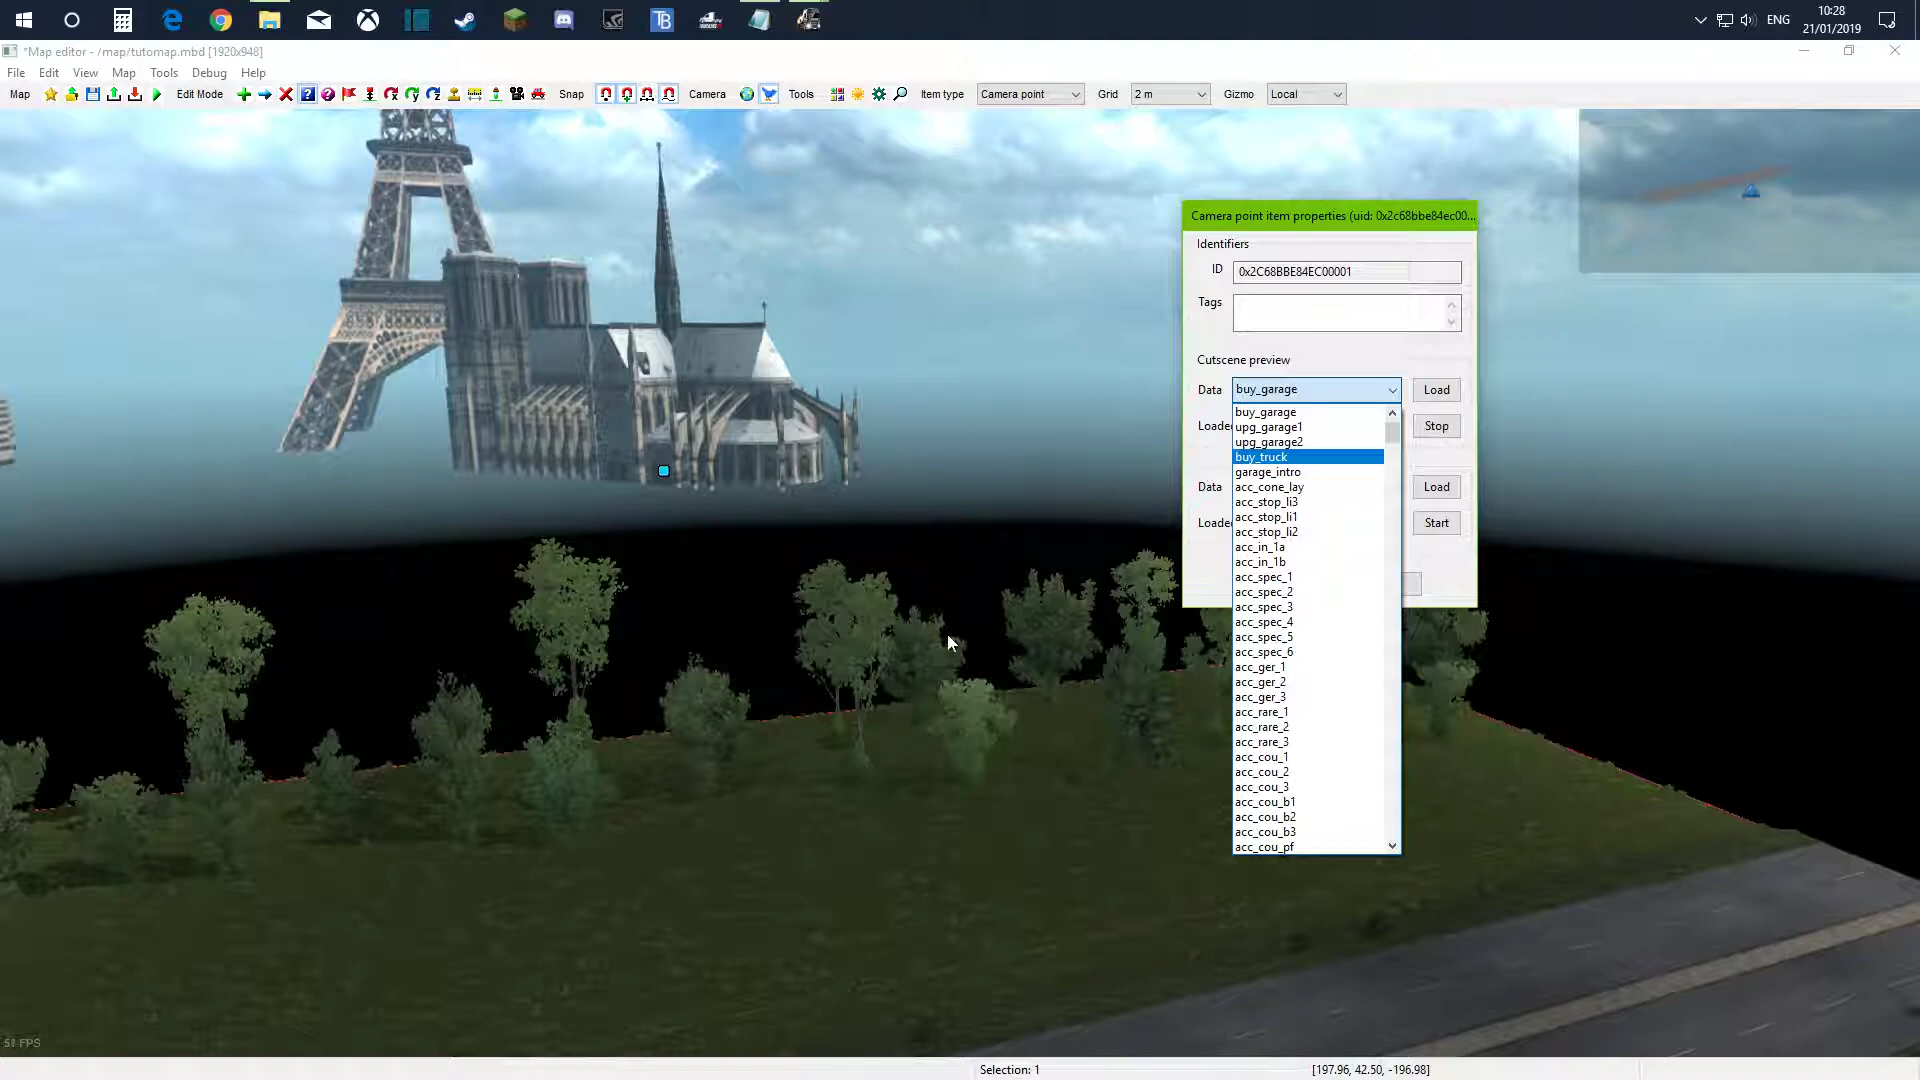 ENG
10:28
21/01/2019
*Map editor - /map/tutomap.mbd [1920x948]
File Edit View Map Tools Debug Help
Map Edit Mode Snap Camera Tools Item type Camera point Grid 2 m Gizmo Local
Camera point item properties (uid: 0x2c68bbe84ec00...
Identifiers
ID 0x2C68BBE84EC00001
Tags
Cutscene preview
Data buy_garage Load
Stop
Data Load
Start
buy_garage
upg_garage1
upg_garage2
buy_truck
garage_intro
acc_cone_lay
acc_stop_li3
acc_stop_li1
acc_stop_li2
acc_in_1a
acc_in_1b
acc_spec_1
acc_spec_2
acc_spec_3
acc_spec_4
acc_spec_5
acc_spec_6
acc_ger_1
acc_ger_2
acc_ger_3
acc_rare_1
acc_rare_2
acc_rare_3
acc_cou_1
acc_cou_2
acc_cou_3
acc_cou_b1
acc_cou_b2
acc_cou_b3
acc_cou_pf
Selection: 1
[197.96, 42.50, -196.98]